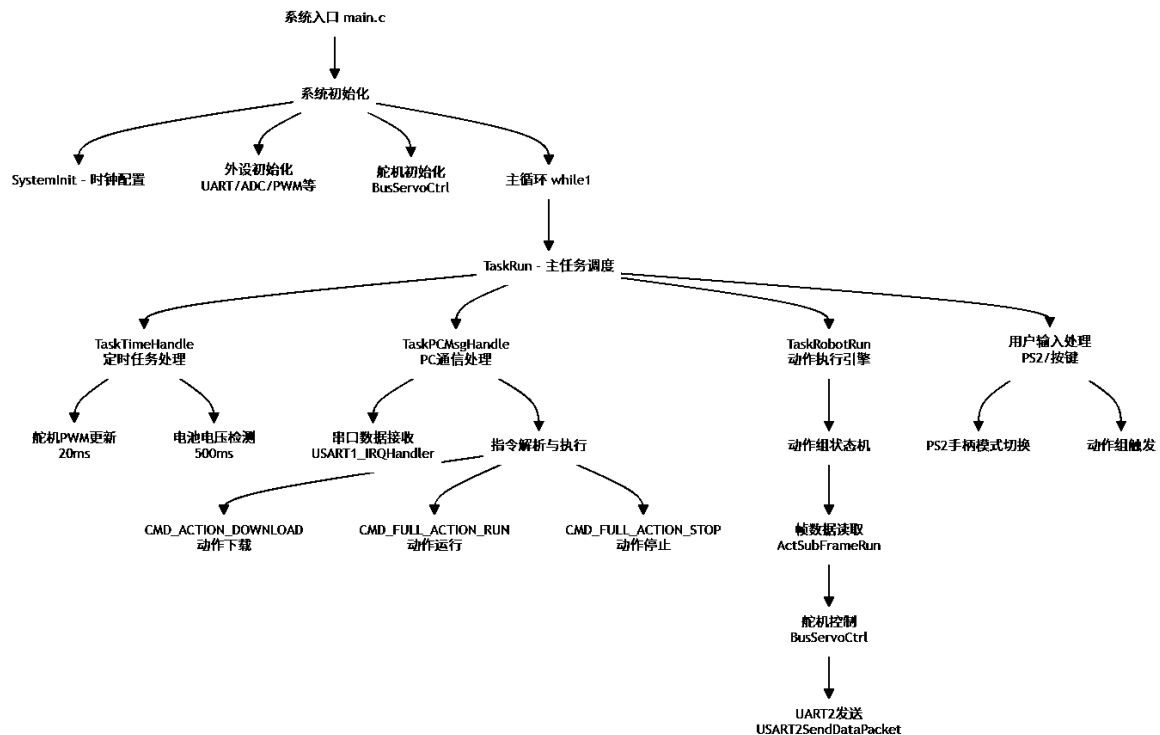 系统入口 main.c
系统初始化
SystemInit - 时钟配置
外设初始化
UART/ADC/PWM等
舵机初始化
BusServoCtrl
主循环 while1
TaskRun - 主任务调度
TaskTimeHandle
定时任务处理
TaskPCMsgHandle
PC通信处理
TaskRobotRun
动作执行引擎
用户输入处理
PS2/按键
舵机PWM更新
20ms
电池电压检测
500ms
串口数据接收
USART1_IRQHandler
指令解析与执行
动作组状态机
PS2手柄模式切换
动作组触发
CMD_ACTION_DOWNLOAD
动作下载
CMD_FULL_ACTION_RUN
动作运行
CMD_FULL_ACTION_STOP
动作停止
帧数据读取
ActSubFrameRun
舵机控制
BusServoCtrl
UART2发送
USART2SendDataPacket